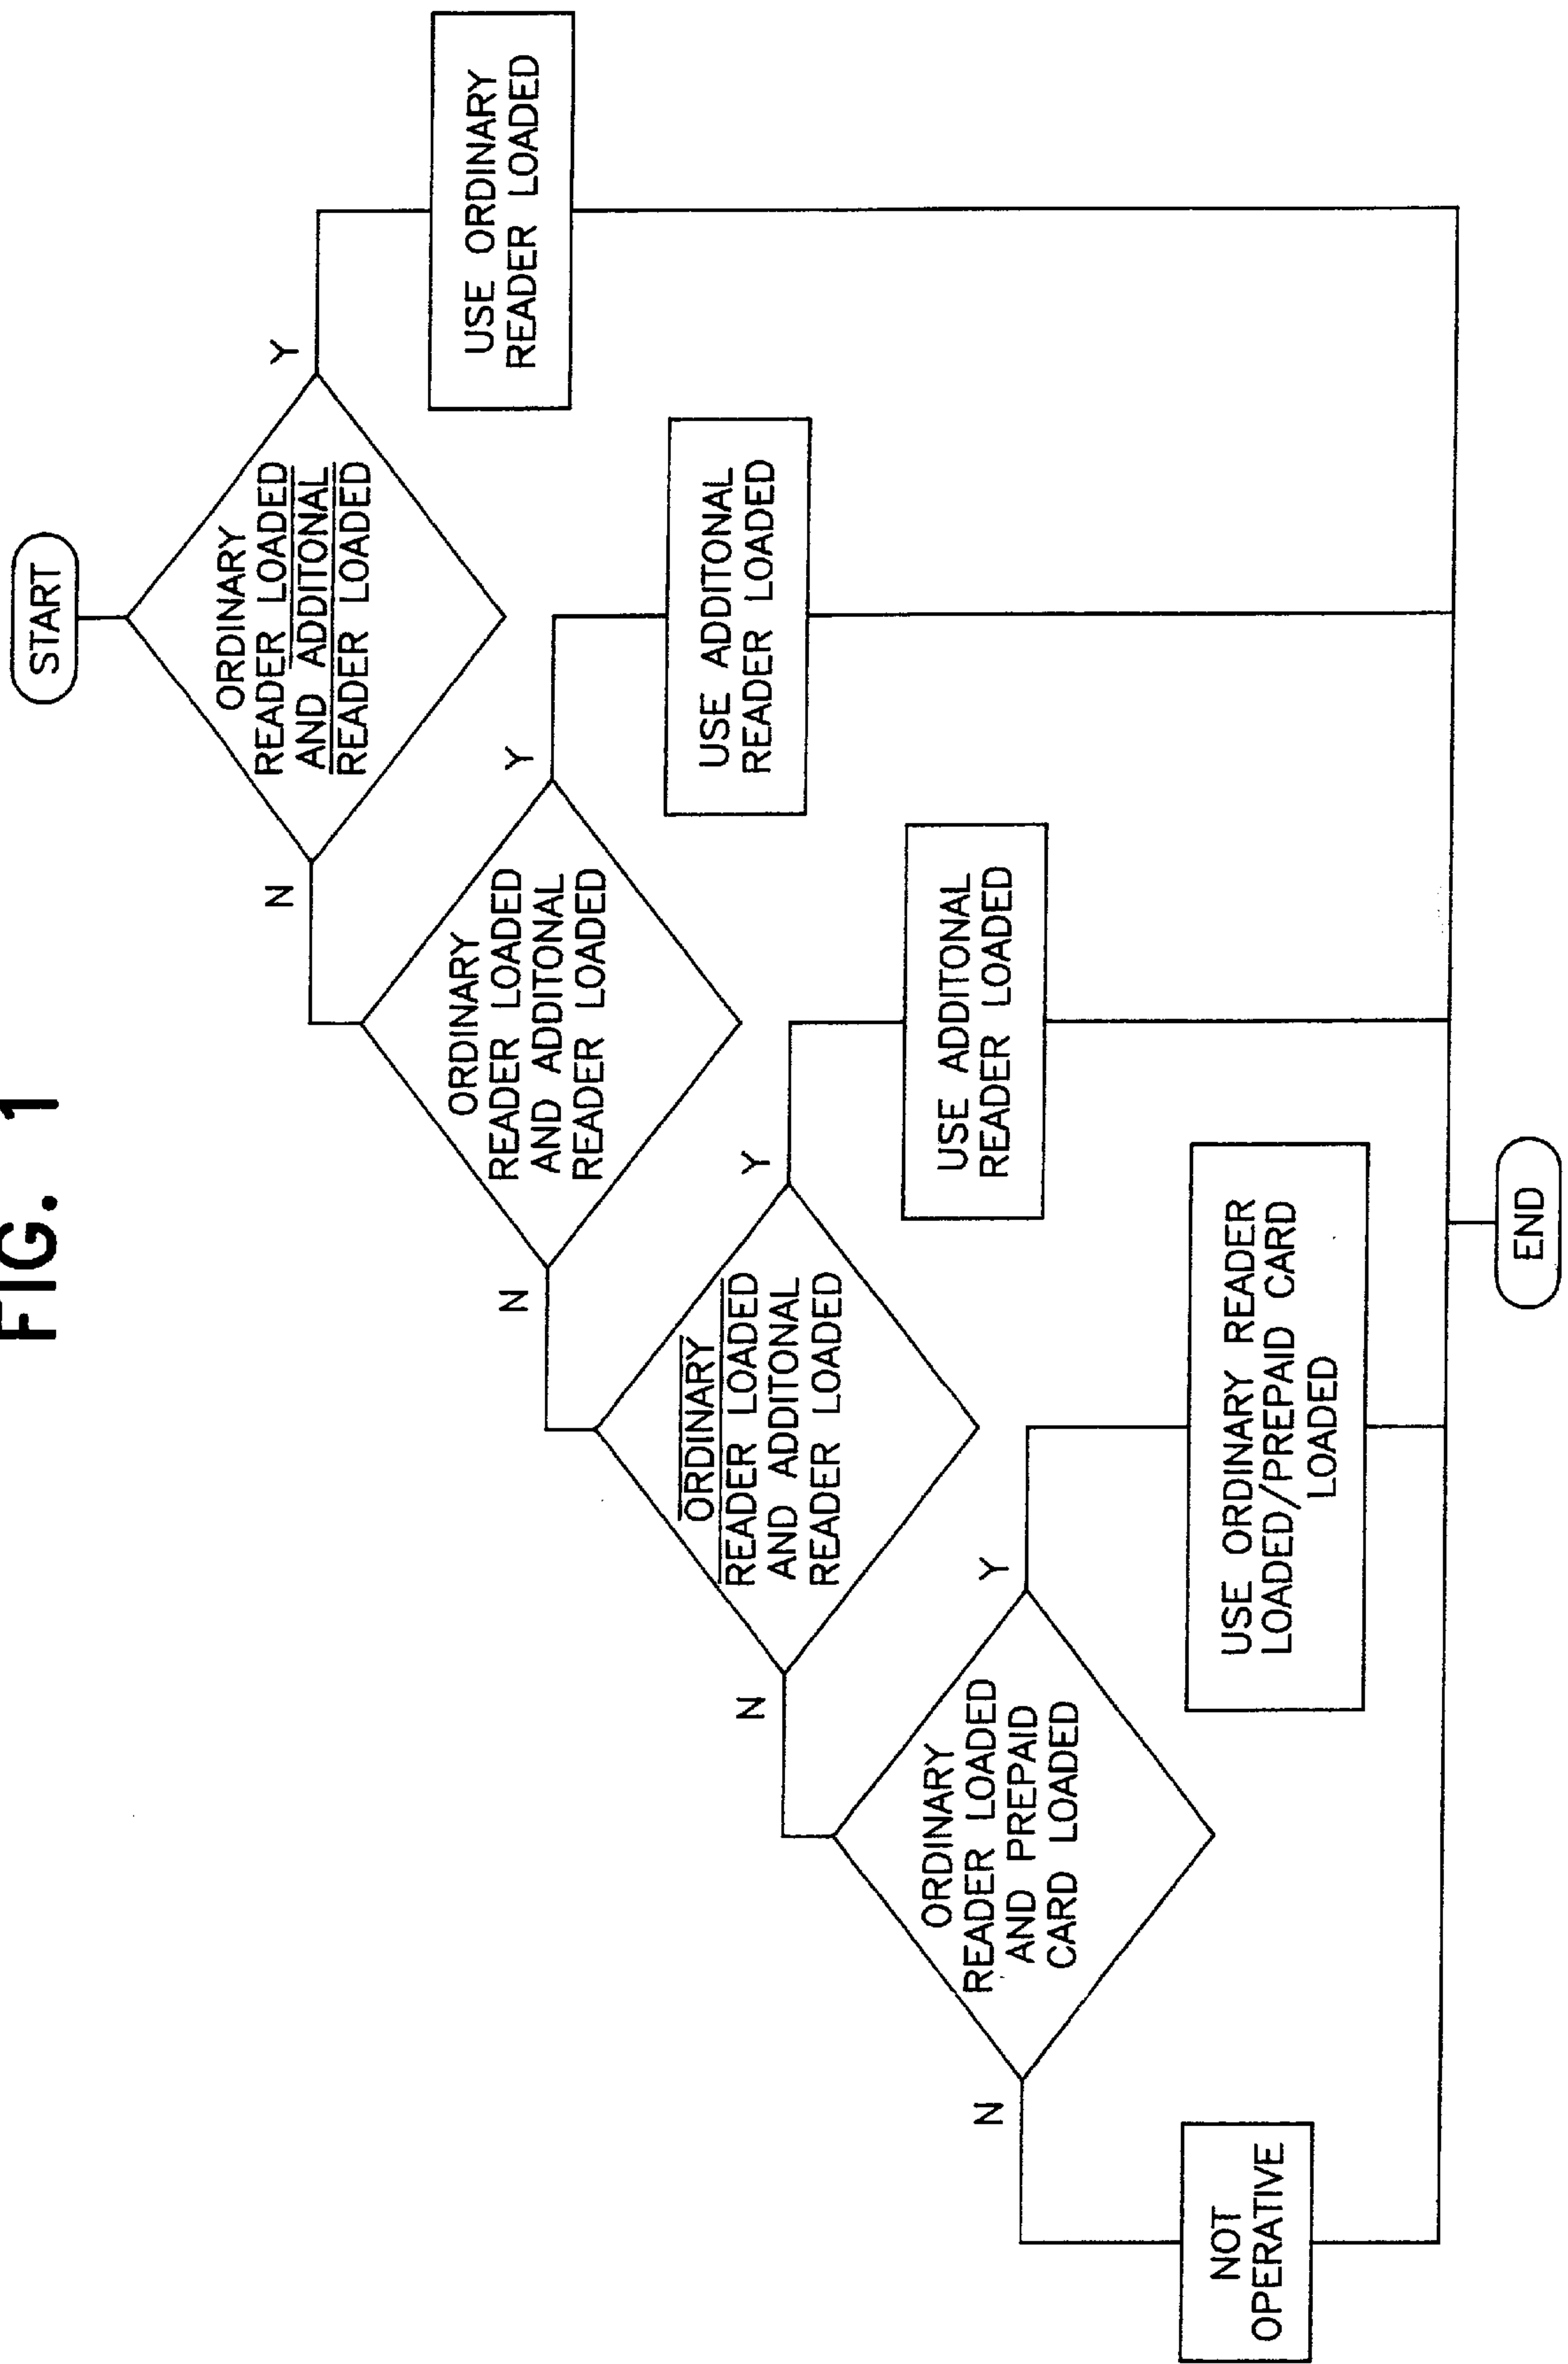 FIG. 1
START
ORDINARY
READER LOADED
AND ADDITONAL
READER LOADED
Y
N
USE ORDINARY
READER LOADED
ORDINARY
READER LOADED
AND ADDITONAL
READER LOADED
Y
N
USE ADDITONAL
READER LOADED
ORDINARY
READER LOADED
AND ADDITONAL
READER LOADED
Y
N
USE ADDITONAL
READER LOADED
ORDINARY
READER LOADED
AND PREPAID
CARD LOADED
Y
N
USE ORDINARY READER
LOADED/PREPAID CARD
LOADED
NOT
OPERATIVE
END